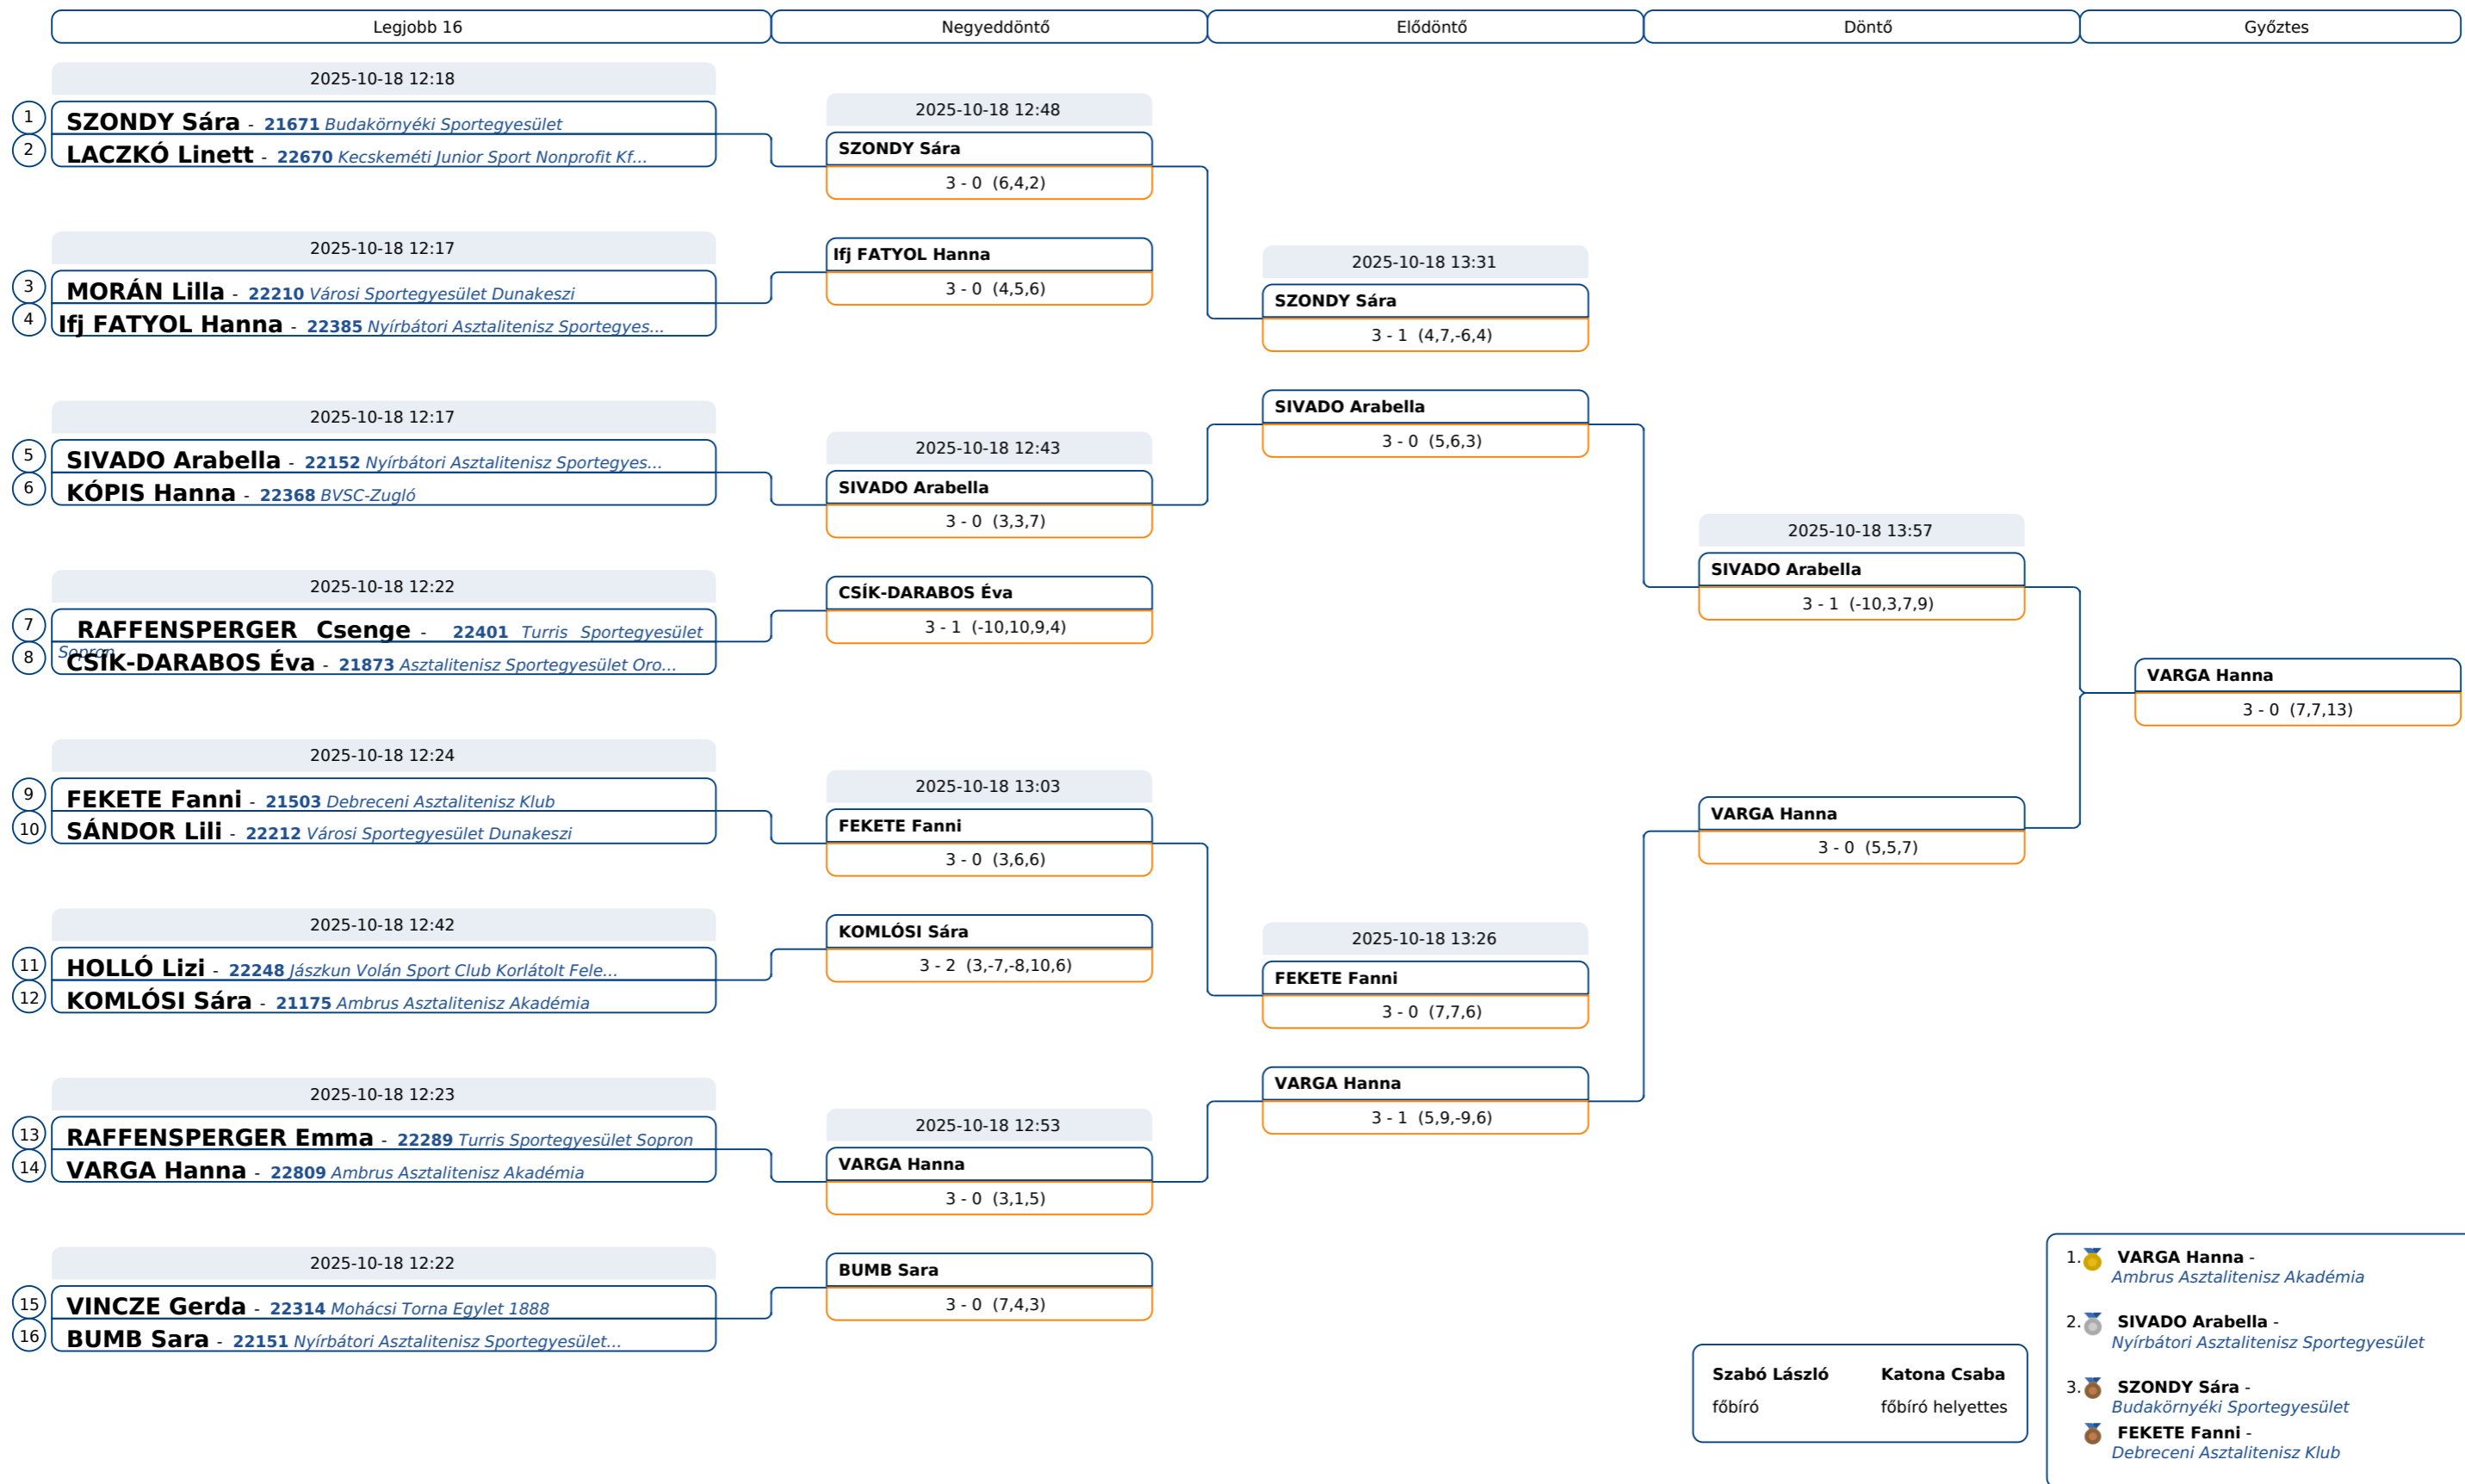 Legjobb 16
Negyeddöntő
Elődöntő
Döntő
Győztes
2025-10-18 12:18
1 SZONDY Sára - 21671 Budakörnyéki Sportegyesület
2 LACZKÓ Linett - 22670 Kecskeméti Junior Sport Nonprofit Kf...
2025-10-18 12:17
3 MORÁN Lilla - 22210 Városi Sportegyesület Dunakeszi
4 Ifj FATYOL Hanna - 22385 Nyírbátori Asztalitenisz Sportegyes...
2025-10-18 12:17
5 SIVADO Arabella - 22152 Nyírbátori Asztalitenisz Sportegyes...
6 KÓPIS Hanna - 22368 BVSC-Zugló
2025-10-18 12:22
7 RAFFENSPERGER Csenge - 22401 Turris Sportegyesület
Sopron
8 CSÍK-DARABOS Éva - 21873 Asztalitenisz Sportegyesület Oro...
2025-10-18 12:24
9 FEKETE Fanni - 21503 Debreceni Asztalitenisz Klub
10 SÁNDOR Lili - 22212 Városi Sportegyesület Dunakeszi
2025-10-18 12:42
11 HOLLÓ Lizi - 22248 Jászkun Volán Sport Club Korlátolt Fele...
12 KOMLÓSI Sára - 21175 Ambrus Asztalitenisz Akadémia
2025-10-18 12:23
13 RAFFENSPERGER Emma - 22289 Turris Sportegyesület Sopron
14 VARGA Hanna - 22809 Ambrus Asztalitenisz Akadémia
2025-10-18 12:22
15 VINCZE Gerda - 22314 Mohácsi Torna Egylet 1888
16 BUMB Sara - 22151 Nyírbátori Asztalitenisz Sportegyesület...
2025-10-18 12:48
SZONDY Sára
3 - 0 (6,4,2)
Ifj FATYOL Hanna
3 - 0 (4,5,6)
2025-10-18 12:43
SIVADO Arabella
3 - 0 (3,3,7)
CSÍK-DARABOS Éva
3 - 1 (-10,10,9,4)
2025-10-18 13:03
FEKETE Fanni
3 - 0 (3,6,6)
KOMLÓSI Sára
3 - 2 (3,-7,-8,10,6)
2025-10-18 12:53
VARGA Hanna
3 - 0 (3,1,5)
BUMB Sara
3 - 0 (7,4,3)
2025-10-18 13:31
SZONDY Sára
3 - 1 (4,7,-6,4)
SIVADO Arabella
3 - 0 (5,6,3)
2025-10-18 13:26
FEKETE Fanni
3 - 0 (7,7,6)
VARGA Hanna
3 - 1 (5,9,-9,6)
2025-10-18 13:57
SIVADO Arabella
3 - 1 (-10,3,7,9)
VARGA Hanna
3 - 0 (5,5,7)
VARGA Hanna
3 - 0 (7,7,13)
Szabó László Katona Csaba
főbíró főbíró helyettes
1. VARGA Hanna -
Ambrus Asztalitenisz Akadémia
2. SIVADO Arabella -
Nyírbátori Asztalitenisz Sportegyesület
3. SZONDY Sára -
Budakörnyéki Sportegyesület
FEKETE Fanni -
Debreceni Asztalitenisz Klub